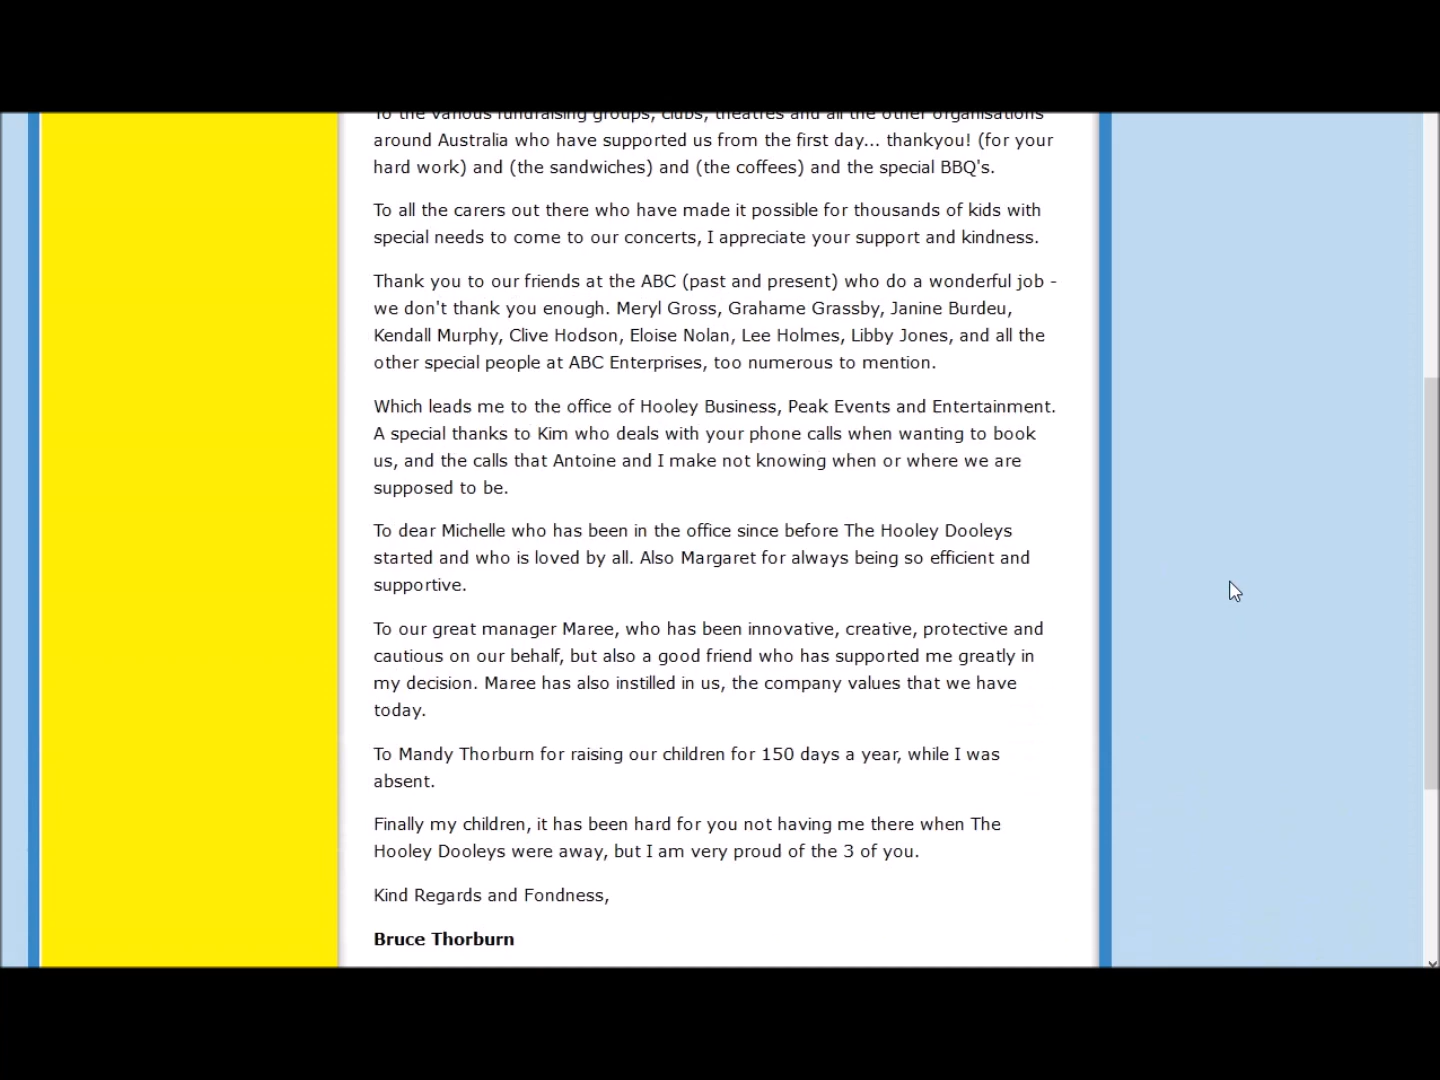 To the various fundraising groups, clubs, theatres and all the other organisations
around Australia who have supported us from the first day... thankyou! (for your
hard work) and (the sandwiches) and (the coffees) and the special BBQ's.
To all the carers out there who have made it possible for thousands of kids with
special needs to come to our concerts, I appreciate your support and kindness.
Thank you to our friends at the ABC (past and present) who do a wonderful job -
we don't thank you enough. Meryl Gross, Grahame Grassby, Janine Burdeu,
Kendall Murphy, Clive Hodson, Eloise Nolan, Lee Holmes, Libby Jones, and all the
other special people at ABC Enterprises, too numerous to mention.
Which leads me to the office of Hooley Business, Peak Events and Entertainment.
A special thanks to Kim who deals with your phone calls when wanting to book
us, and the calls that Antoine and I make not knowing when or where we are
supposed to be.
To dear Michelle who has been in the office since before The Hooley Dooleys
started and who is loved by all. Also Margaret for always being so efficient and
supportive.
To our great manager Maree, who has been innovative, creative, protective and
cautious on our behalf, but also a good friend who has supported me greatly in
my decision. Maree has also instilled in us, the company values that we have
today.
To Mandy Thorburn for raising our children for 150 days a year, while I was
absent.
Finally my children, it has been hard for you not having me there when The
Hooley Dooleys were away, but I am very proud of the 3 of you.
Kind Regards and Fondness,
Bruce Thorburn